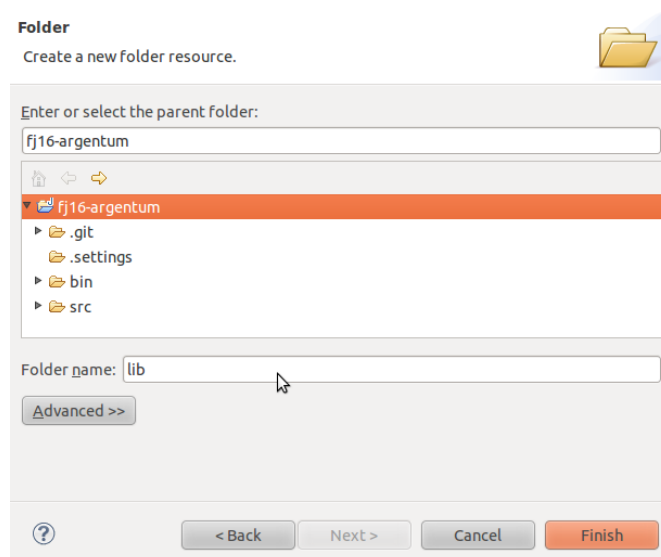 Folder
Create a new folder resource.
Enter or select the parent folder:
fj16-argentum
fj16-argentum
.git
.settings
bin
src
Folder name: lib
Advanced >>
? < Back Next > Cancel Finish